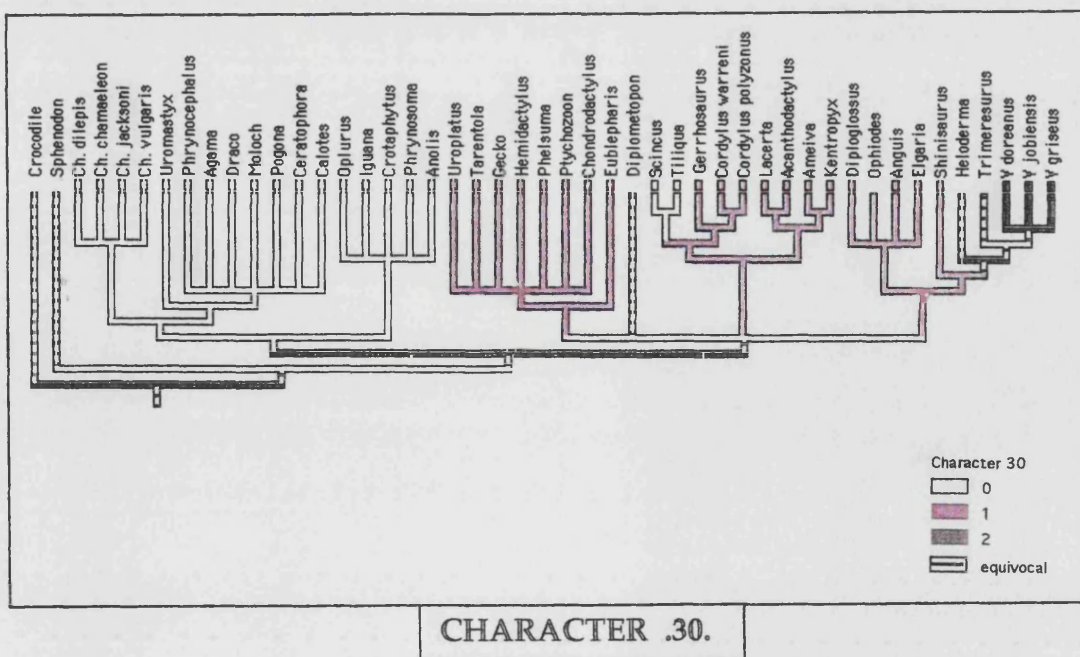 Crocodile
Sphenodon
Ch. dilepis
Ch. chamaeleon
Ch. jacksoni
Ch. vulgaris
Uromastyx
Phrynocephalus
Agama
Draco
Moloch
Pogona
Ceratophora
Calotes
Oplurus
Iguana
Crotaphytus
Phrynosoma
Anolis
Uroplatus
Tarentola
Gecko
Hemidactylus
Phelsuma
Ptychozoon
Chondrodactylus
Eublepharis
Diplometopon
Scincus
Tiliqua
Gerrhosaurus
Cordylus warreni
Cordylus polyzonus
Lacerta
Acanthodactylus
Ameiva
Kentropyx
Diploglossus
Ophiodes
Anguis
Elgaria
Shinisaurus
Heloderma
Trimeresurus
V doreanus
V jobiensis
V griseus
Character 30
0
1
2
equivocal
CHARACTER .30.